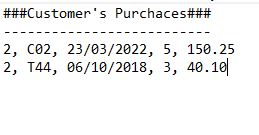 ###Customer's Purchaces###
--------------------------
2, C02, 23/03/2022, 5, 150.25
2, T44, 06/10/2018, 3, 40.10